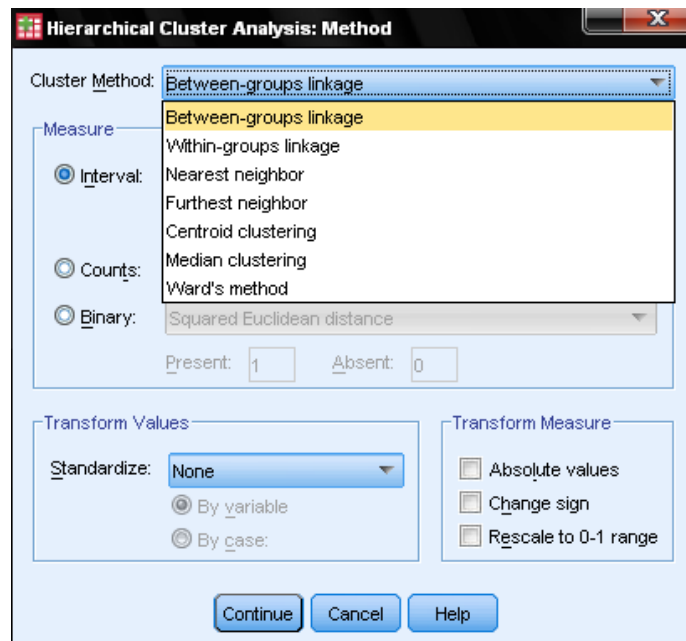 Hierarchical Cluster Analysis: Method
Cluster Method: Between-groups linkage
Between-groups linkage
Within-groups linkage
Nearest neighbor
Furthest neighbor
Centroid clustering
Median clustering
Ward's method
Measure
Interval:
Counts:
Binary: Squared Euclidean distance
Present: 1 Absent: 0
Transform Values
Standardize: None
By variable
By case:
Transform Measure
Absolute values
Change sign
Rescale to 0-1 range
Continue Cancel Help